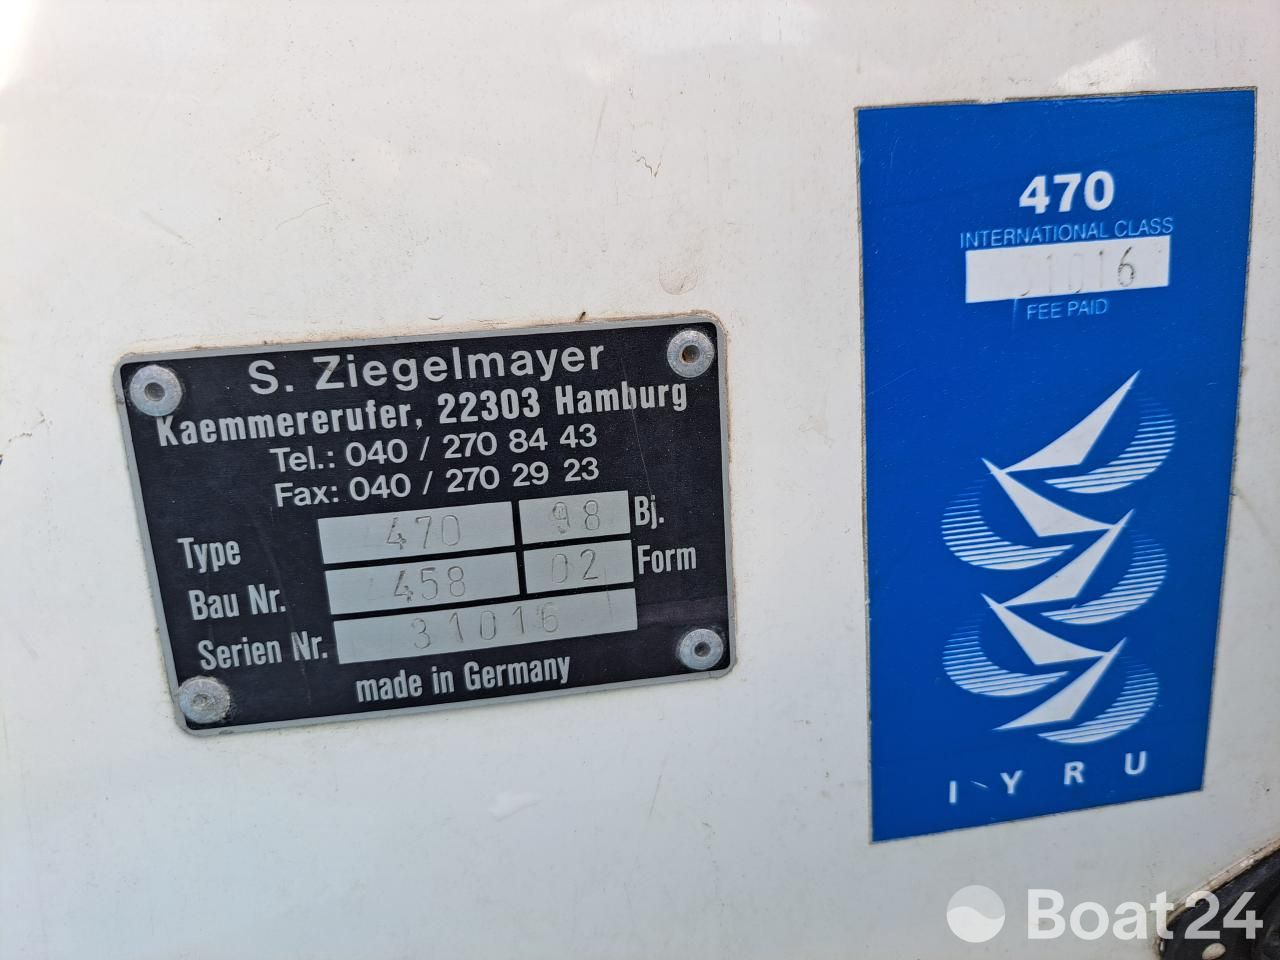 S. Ziegelmayer
Kaemmererufer, 22303 Hamburg
Tel.: 040 / 270 84 43
Fax: 040 / 270 29 23
Type 470 98 Bj.
Bau Nr. 458 02 Form
Serien Nr. 31016
made in Germany
470
INTERNATIONAL CLASS
31016
FEE PAID
IYRU
Boat24